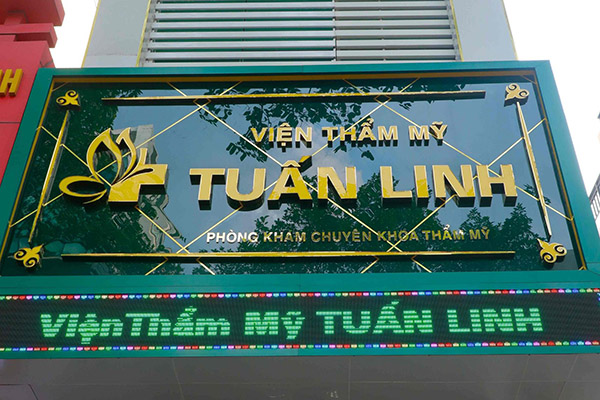 VIỆN THẨM MỸ
TUẤN LINH
PHÒNG KHÁM CHUYÊN KHOA THẨM MỸ
Viện Thẩm Mỹ TUẤN LINH